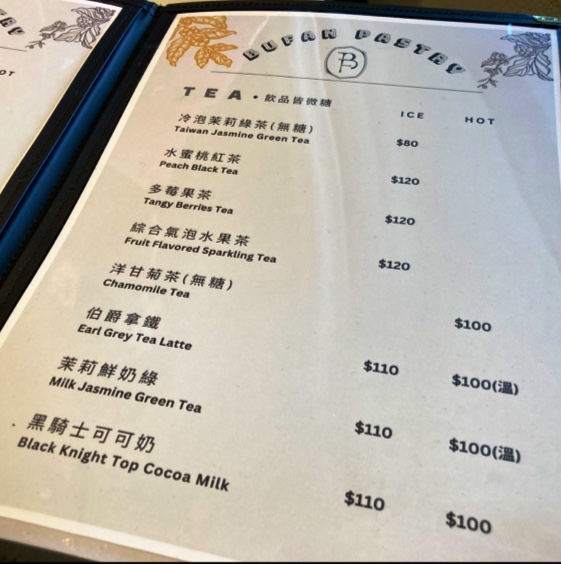 BUFAN PASTRY
B
TEA・飲品皆微糖
ICE HOT
冷泡茉莉綠茶(無糖)
Taiwan Jasmine Green Tea $80
水蜜桃紅茶
Peach Black Tea $120
多莓果茶
Tangy Berries Tea $120
綜合氣泡水果茶
Fruit Flavored Sparkling Tea $120
洋甘菊茶(無糖)
Chamomile Tea $100
伯爵拿鐵
Earl Grey Tea Latte $110 $100(溫)
茉莉鮮奶綠
Milk Jasmine Green Tea $110 $100(溫)
黑騎士可可奶
Black Knight Top Cocoa Milk $110 $100